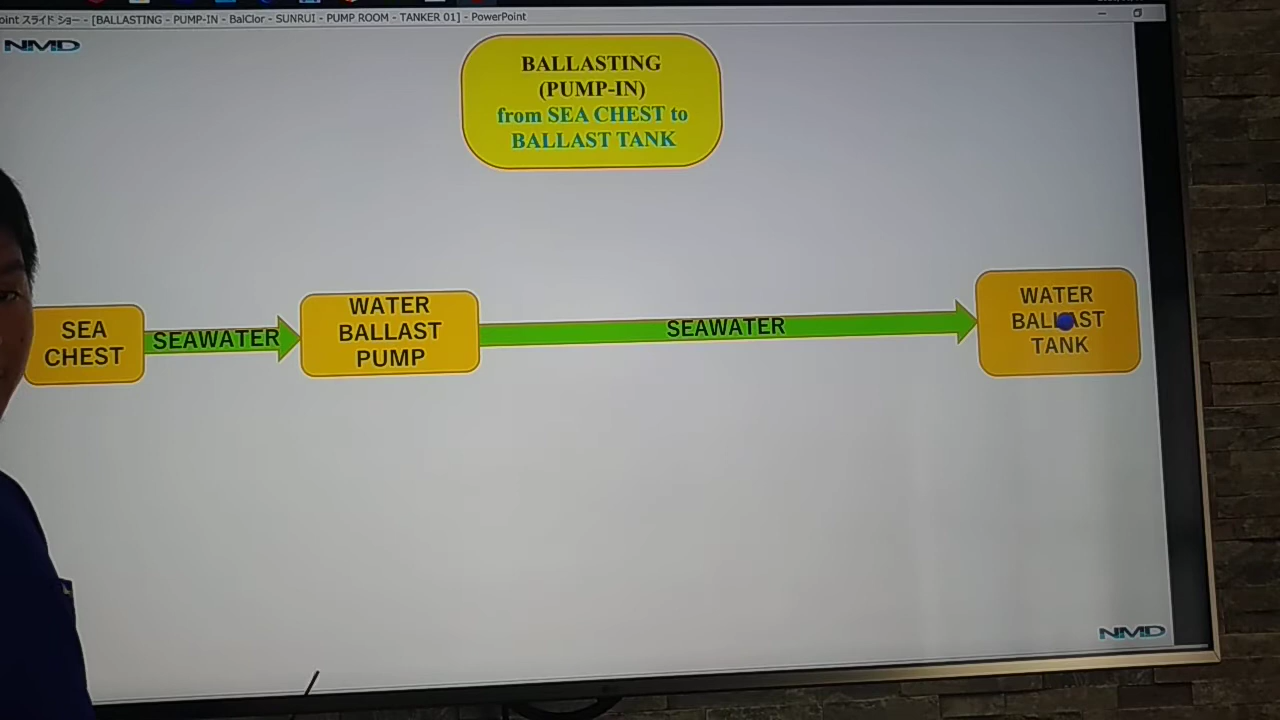 oint スライド ショー - [BALLASTING - PUMP-IN - BalClor - SUNRUI - PUMP ROOM - TANKER 01] - PowerPoint
NMD
BALLASTING
(PUMP-IN)
from SEA CHEST to
BALLAST TANK
SEA
CHEST
SEAWATER
WATER
BALLAST
PUMP
SEAWATER
WATER
BALLAST
TANK
NMD